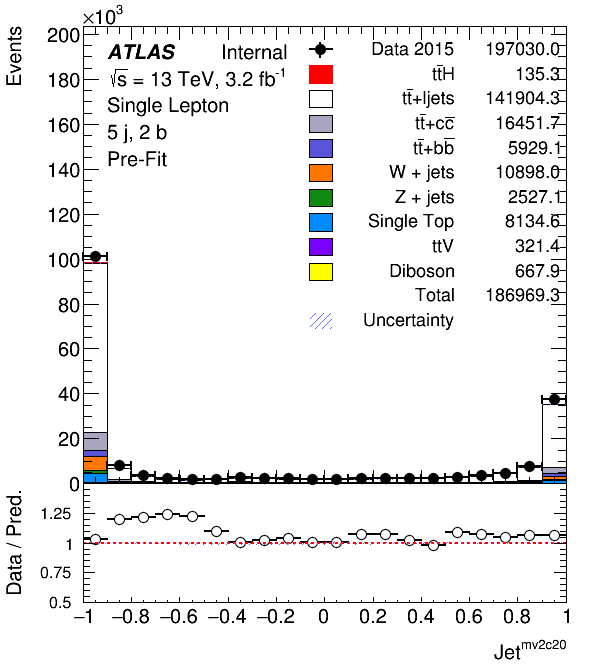 ×10³
Events
200
180
160
140
120
100
80
60
40
20
0
ATLAS Internal
√s = 13 TeV, 3.2 fb⁻¹
Single Lepton
5 j, 2 b
Pre-Fit
Data 2015 197030.0
tt̅H 135.3
tt̅+ljets 141904.3
tt̅+cc̅ 16451.7
tt̅+bb̅ 5929.1
W + jets 10898.0
Z + jets 2527.1
Single Top 8134.6
ttV 321.4
Diboson 667.9
Total 186969.3
Uncertainty
Data / Pred.
1.25
1
0.75
0.5
−1 −0.8 −0.6 −0.4 −0.2 0 0.2 0.4 0.6 0.8 1
Jet^mv2c20